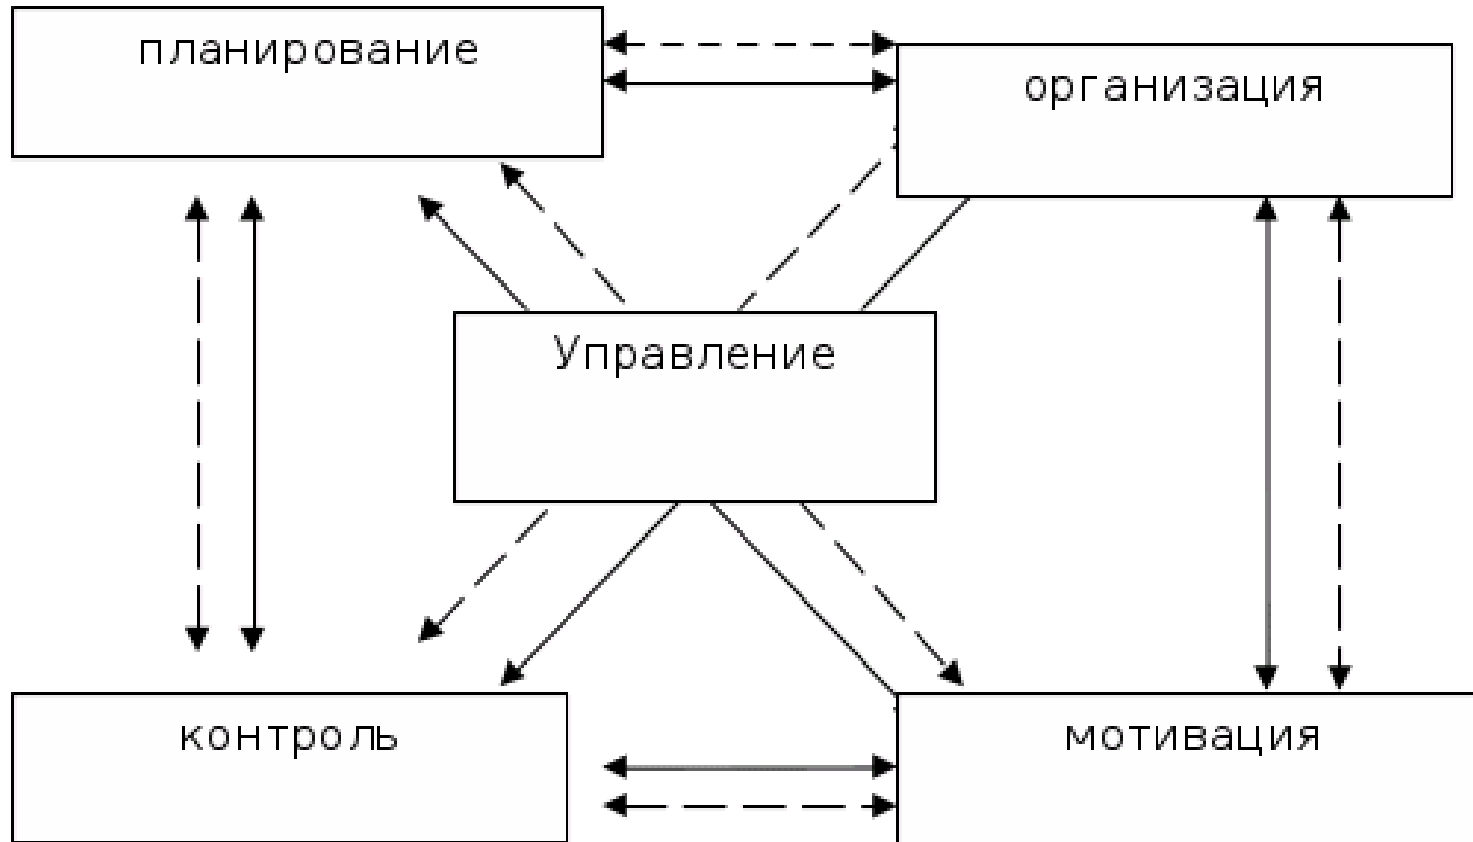 планирование
организация
Управление
контроль
мотивация